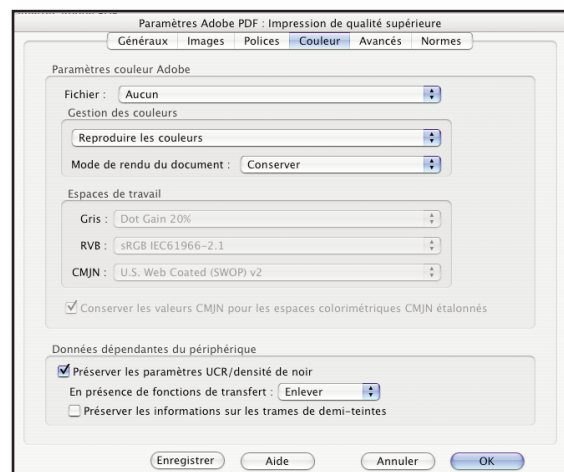 Paramètres Adobe PDF : Impression de qualité supérieure
Généraux Images Polices Couleur Avancés Normes
Paramètres couleur Adobe
Fichier : Aucun
Gestion des couleurs
Reproduire les couleurs
Mode de rendu du document : Conserver
Espaces de travail
Gris : Dot Gain 20%
RVB : sRGB IEC61966-2.1
CMJN : U.S. Web Coated (SWOP) v2
Conserver les valeurs CMJN pour les espaces colorimétriques CMJN étalonnés
Données dépendantes du périphérique
Préserver les paramètres UCR/densité de noir
En présence de fonctions de transfert : Enlever
Préserver les informations sur les trames de demi-teintes
Enregistrer Aide Annuler OK